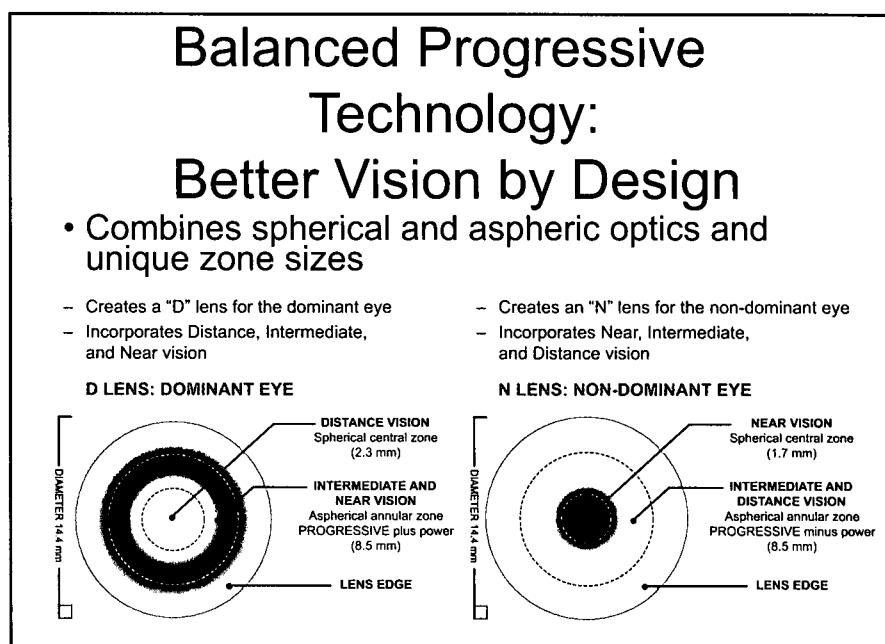 Balanced Progressive
Technology:
Better Vision by Design
• Combines spherical and aspheric optics and
unique zone sizes
– Creates a "D" lens for the dominant eye
– Incorporates Distance, Intermediate,
and Near vision
D LENS: DOMINANT EYE
DIAMETER 14.4 mm
DISTANCE VISION
Spherical central zone
(2.3 mm)
INTERMEDIATE AND
NEAR VISION
Aspherical annular zone
PROGRESSIVE plus power
(8.5 mm)
LENS EDGE
– Creates an "N" lens for the non-dominant eye
– Incorporates Near, Intermediate,
and Distance vision
N LENS: NON-DOMINANT EYE
DIAMETER 14.4 mm
NEAR VISION
Spherical central zone
(1.7 mm)
INTERMEDIATE AND
DISTANCE VISION
Aspherical annular zone
PROGRESSIVE minus power
(8.5 mm)
LENS EDGE